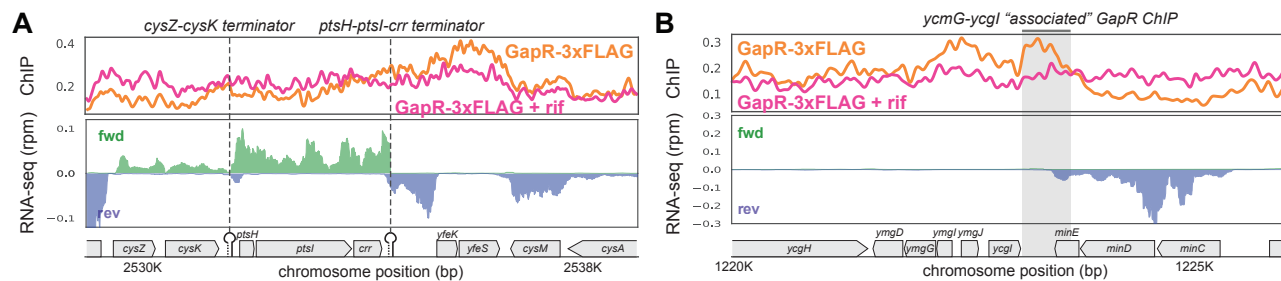 A
cysZ-cysK terminator
ptsH-ptsI-crr terminator
ChIP
0.4
0.2
GapR-3xFLAG
GapR-3xFLAG + rif
RNA-seq (rpm)
0.1
0.0
−0.1
fwd
rev
cysZ
cysK
ptsH
ptsI
crr
yfeK
yfeS
cysM
cysA
2530K
chromosome position (bp)
2538K
B
ycmG-ycgI “associated” GapR ChIP
ChIP
0.3
0.2
0.1
GapR-3xFLAG
GapR-3xFLAG + rif
RNA-seq (rpm)
0.3
0.2
0.1
0.0
−0.1
−0.2
−0.3
fwd
rev
ycgH
ymgD
ymgG
ymgI
ymgJ
ycgI
minE
minD
minC
1220K
chromosome position (bp)
1225K